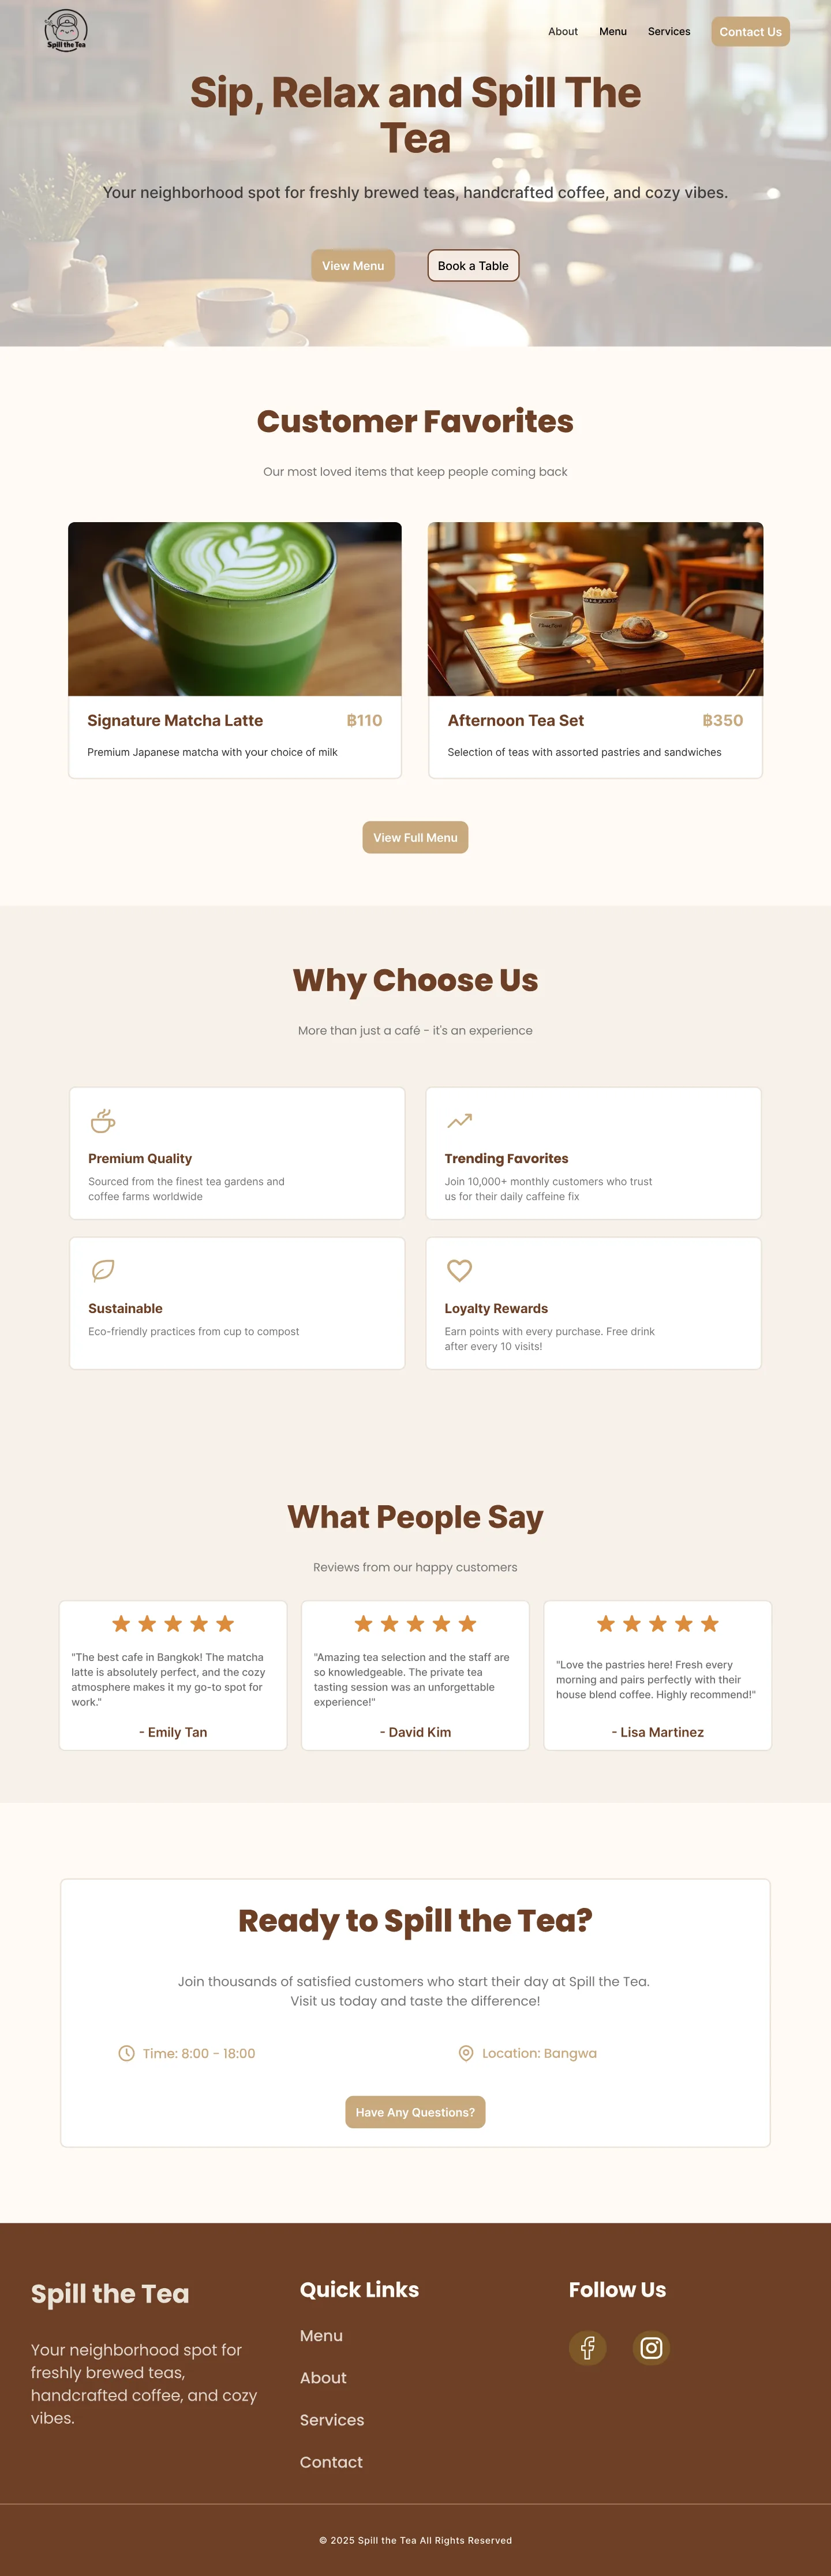 Spill the Tea
About
Menu
Services
Contact Us
Sip, Relax and Spill The
Tea
Your neighborhood spot for freshly brewed teas, handcrafted coffee, and cozy vibes.
View Menu
Book a Table
Customer Favorites
Our most loved items that keep people coming back
Signature Matcha Latte
฿110
Premium Japanese matcha with your choice of milk
Afternoon Tea Set
฿350
Selection of teas with assorted pastries and sandwiches
View Full Menu
Why Choose Us
More than just a café - it's an experience
Premium Quality
Sourced from the finest tea gardens and
coffee farms worldwide
Trending Favorites
Join 10,000+ monthly customers who trust
us for their daily caffeine fix
Sustainable
Eco-friendly practices from cup to compost
Loyalty Rewards
Earn points with every purchase. Free drink
after every 10 visits!
What People Say
Reviews from our happy customers
"The best cafe in Bangkok! The matcha
latte is absolutely perfect, and the cozy
atmosphere makes it my go-to spot for
work."
- Emily Tan
"Amazing tea selection and the staff are
so knowledgeable. The private tea
tasting session was an unforgettable
experience!"
- David Kim
"Love the pastries here! Fresh every
morning and pairs perfectly with their
house blend coffee. Highly recommend!"
- Lisa Martinez
Ready to Spill the Tea?
Join thousands of satisfied customers who start their day at Spill the Tea.
Visit us today and taste the difference!
Time: 8:00 - 18:00
Location: Bangwa
Have Any Questions?
Spill the Tea
Your neighborhood spot for
freshly brewed teas,
handcrafted coffee, and cozy
vibes.
Quick Links
Menu
About
Services
Contact
Follow Us
© 2025 Spill the Tea All Rights Reserved